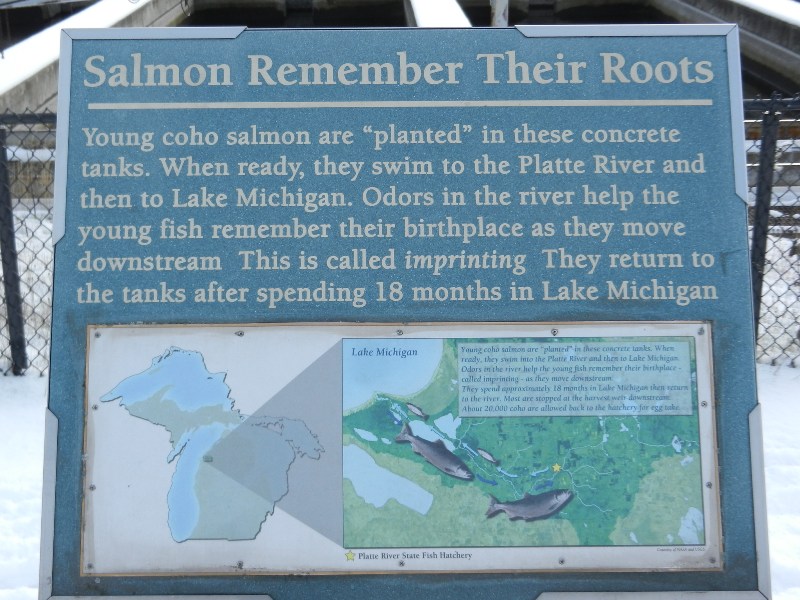 Salmon Remember Their Roots
Young coho salmon are “planted” in these concrete
tanks. When ready, they swim to the Platte River and
then to Lake Michigan. Odors in the river help the
young fish remember their birthplace as they move
downstream This is called imprinting They return to
the tanks after spending 18 months in Lake Michigan
Lake Michigan
Young coho salmon are "planted" in these concrete tanks. When
ready, they swim into the Platte River and then to Lake Michigan.
Odors in the river help the young fish remember their birthplace -
called imprinting - as they move downstream.
They spend approximately 18 months in Lake Michigan then return
to the river. Most are stopped at the harvest weir downstream.
About 20,000 coho are allowed back to the hatchery for egg take.
Platte River State Fish Hatchery